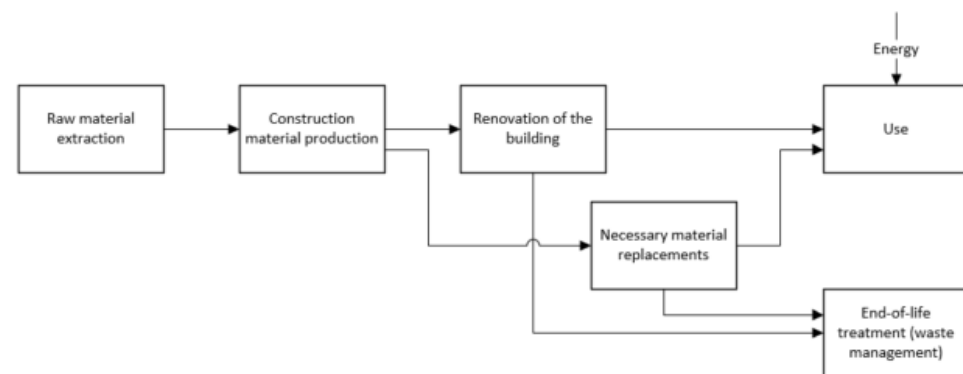 Energy
Raw material
extraction
Construction
material production
Renovation of the
building
Use
Necessary material
replacements
End-of-life
treatment (waste
management)